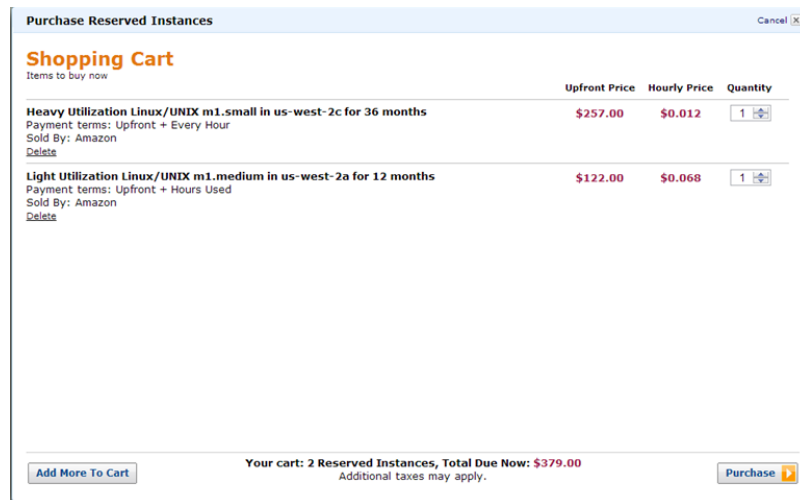 Purchase Reserved Instances Cancel X
Shopping Cart
Items to buy now
Upfront Price Hourly Price Quantity
Heavy Utilization Linux/UNIX m1.small in us-west-2c for 36 months $257.00 $0.012 1
Payment terms: Upfront + Every Hour
Sold By: Amazon
Delete
Light Utilization Linux/UNIX m1.medium in us-west-2a for 12 months $122.00 $0.068 1
Payment terms: Upfront + Hours Used
Sold By: Amazon
Delete
Add More To Cart Your cart: 2 Reserved Instances, Total Due Now: $379.00 Purchase
Additional taxes may apply.